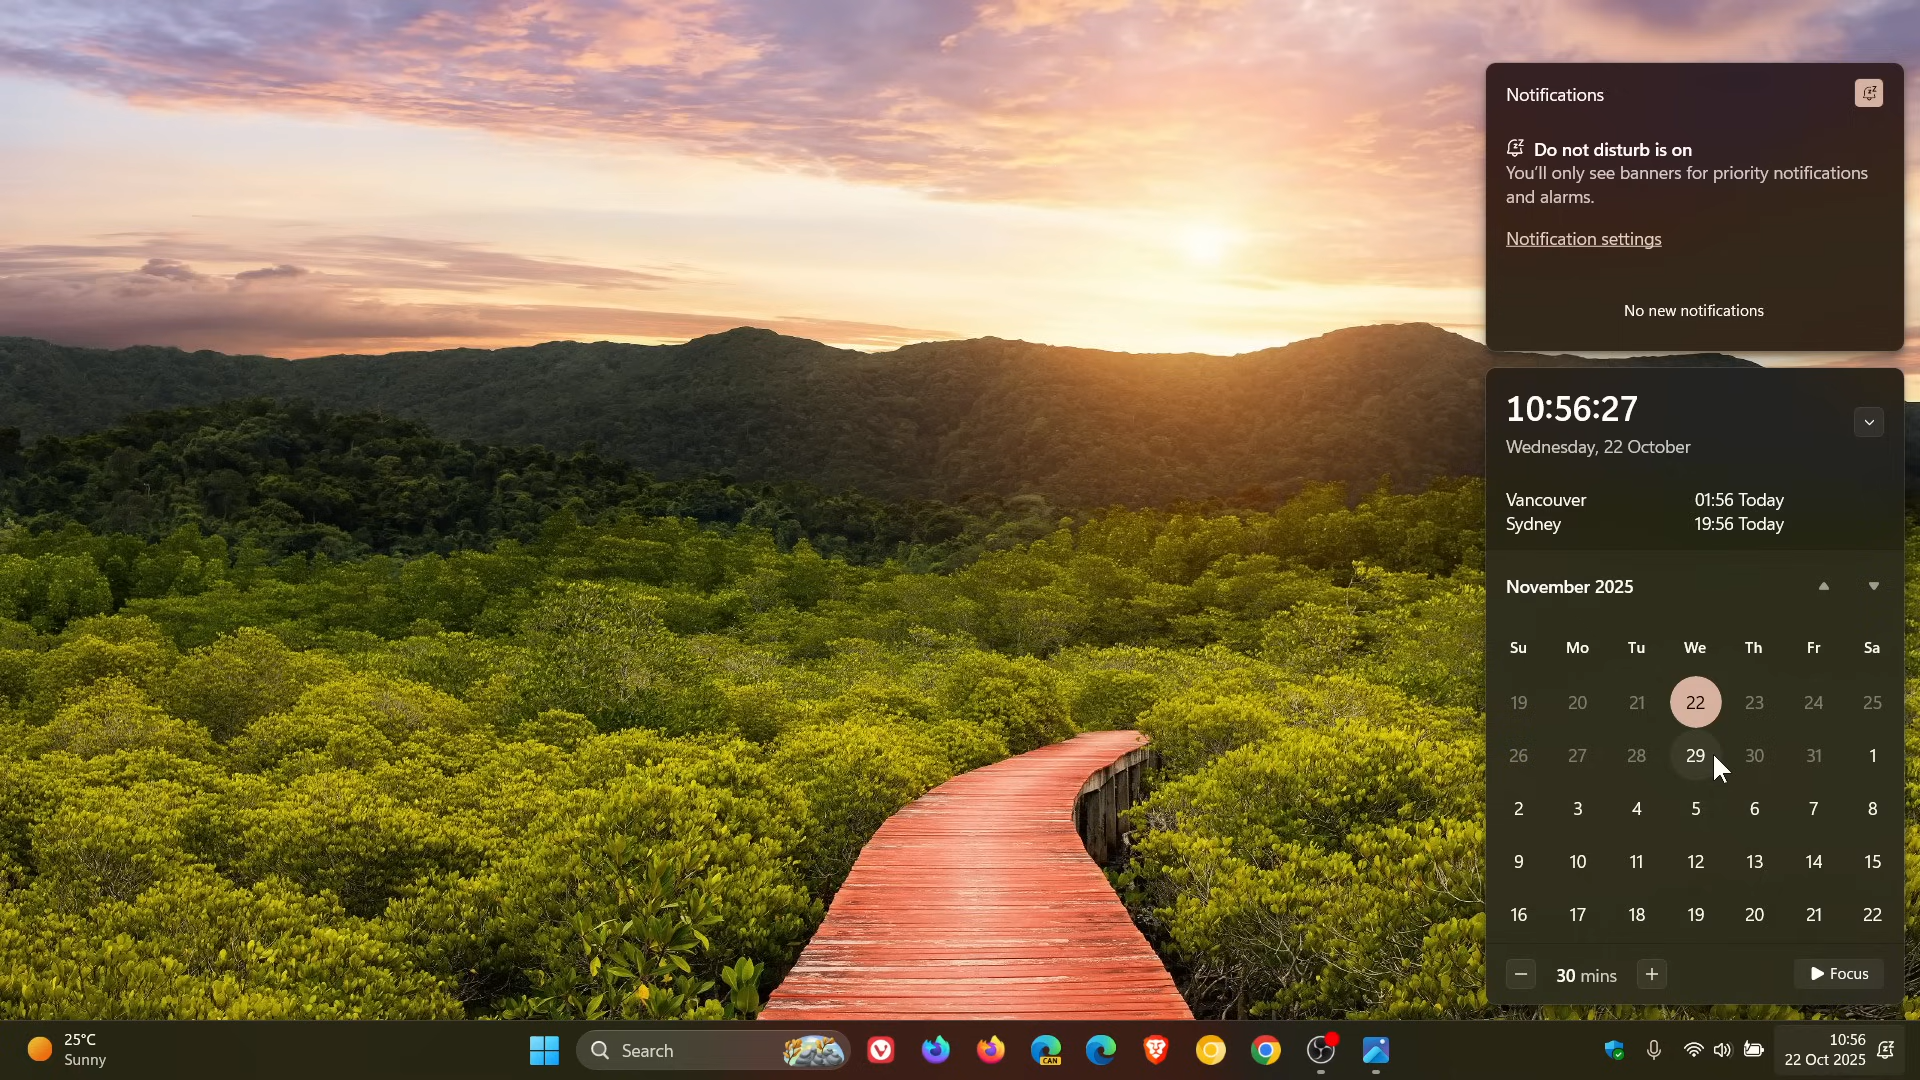 Notifications
Do not disturb is on
You'll only see banners for priority notifications
and alarms.
Notification settings
No new notifications
10:56:27
Wednesday, 22 October
Vancouver 01:56 Today
Sydney 19:56 Today
November 2025
Su Mo Tu We Th Fr Sa
19 20 21 22 23 24 25
26 27 28 29 30 31 1
2 3 4 5 6 7 8
9 10 11 12 13 14 15
16 17 18 19 20 21 22
30 mins
Focus
25°C
Sunny
Search
CAN
10:56
22 Oct 2025